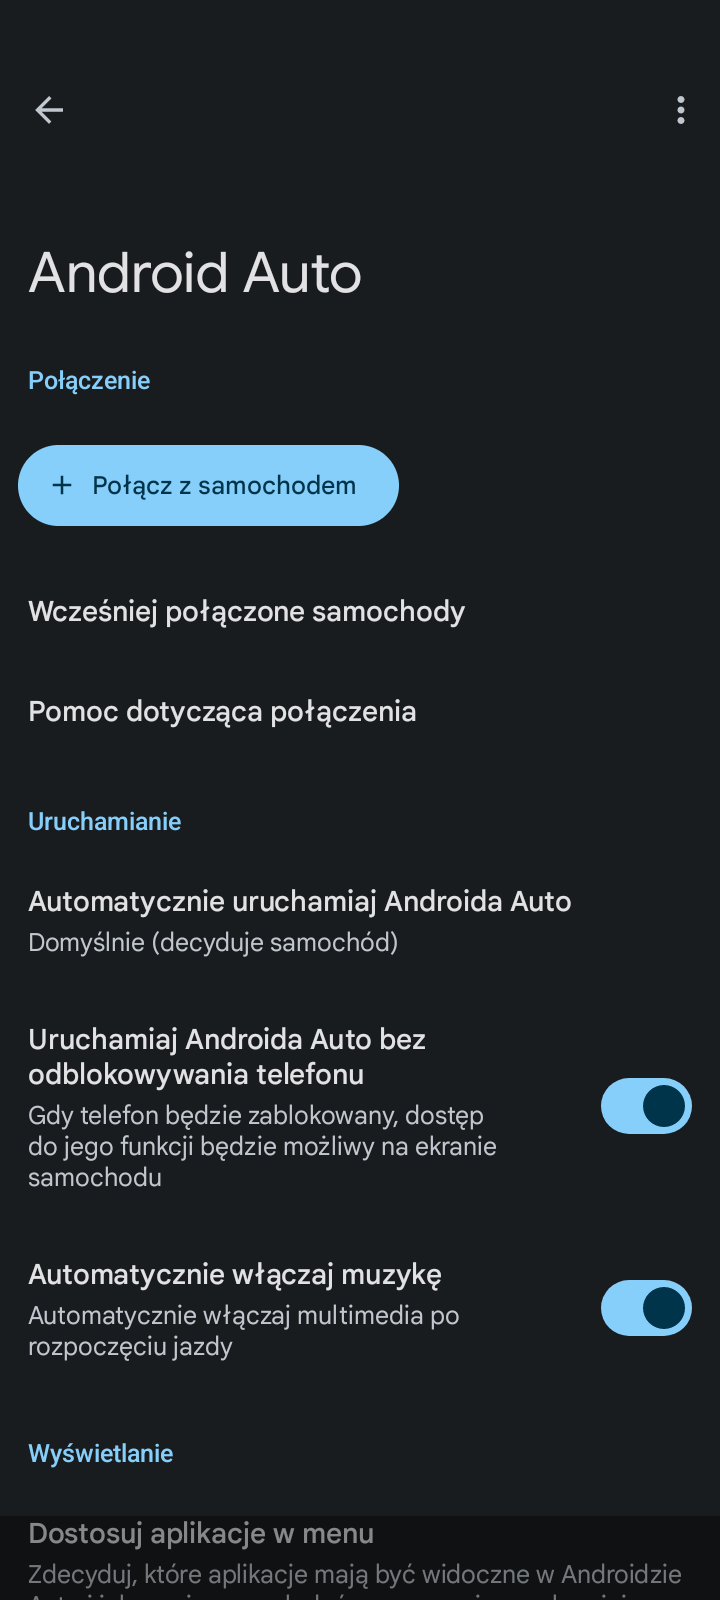 Android Auto
Połączenie
+ Połącz z samochodem
Wcześniej połączone samochody
Pomoc dotycząca połączenia
Uruchamianie
Automatycznie uruchamiaj Androida Auto
Domyślnie (decyduje samochód)
Uruchamiaj Androida Auto bez
odblokowywania telefonu
Gdy telefon będzie zablokowany, dostęp
do jego funkcji będzie możliwy na ekranie
samochodu
Automatycznie włączaj muzykę
Automatycznie włączaj multimedia po
rozpoczęciu jazdy
Wyświetlanie
Dostosuj aplikacje w menu
Zdecyduj, które aplikacje mają być widoczne w Androidzie